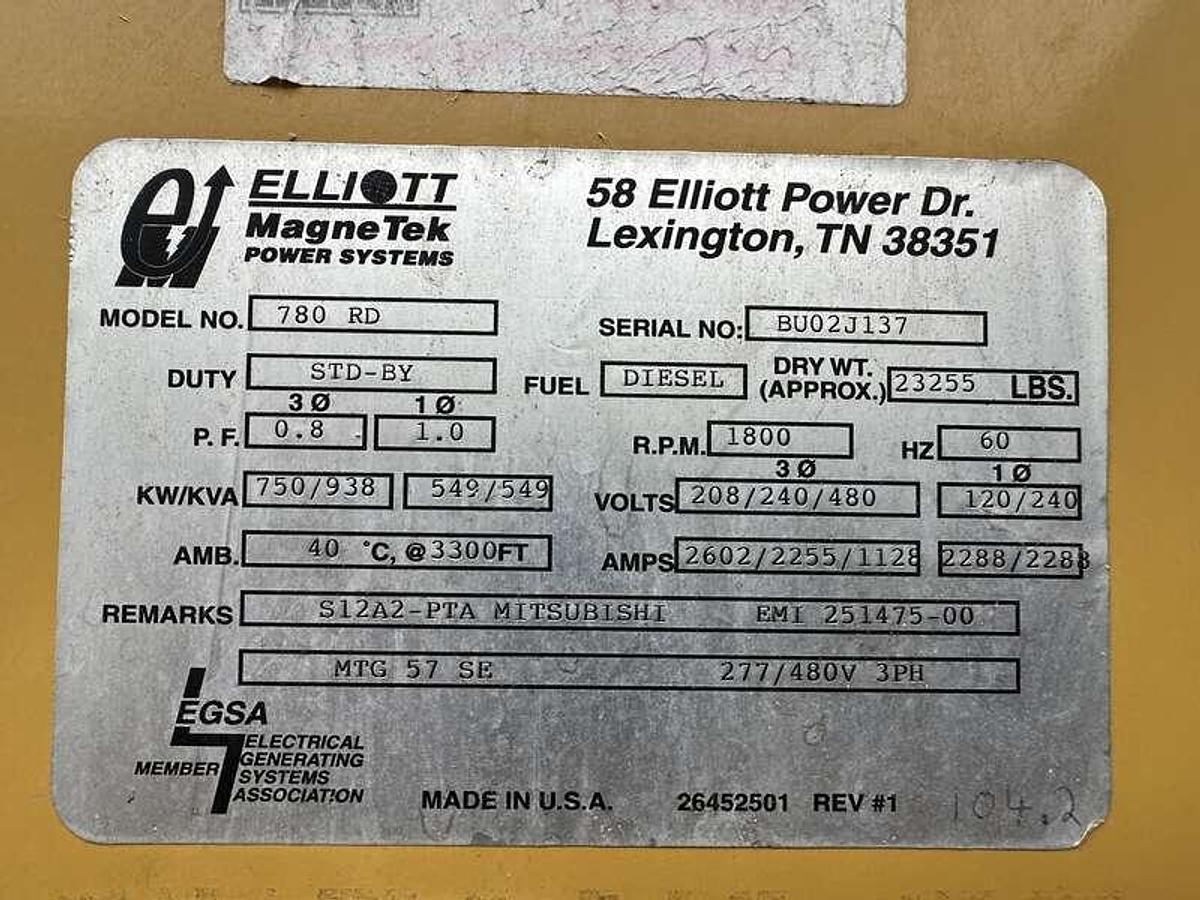 ELLIOTT
MagneTek
POWER SYSTEMS
58 Elliott Power Dr.
Lexington, TN 38351
MODEL NO. 780 RD
SERIAL NO: BU02J137
DUTY STD-BY
FUEL DIESEL
DRY WT. (APPROX.) 23255 LBS.
3Ø 1Ø
P. F. 0.8 1.0
R.P.M. 1800 HZ 60
3Ø 1Ø
KW/KVA 750/938 549/549
VOLTS 208/240/480 120/240
AMB. 40 °C, @ 3300FT
AMPS 2602/2255/1128 2288/2288
REMARKS S12A2-PTA MITSUBISHI EMI 251475-00
MTG 57 SE 277/480V 3PH
EGSA
MEMBER
ELECTRICAL
GENERATING
SYSTEMS
ASSOCIATION
MADE IN U.S.A. 26452501 REV #1 104.2